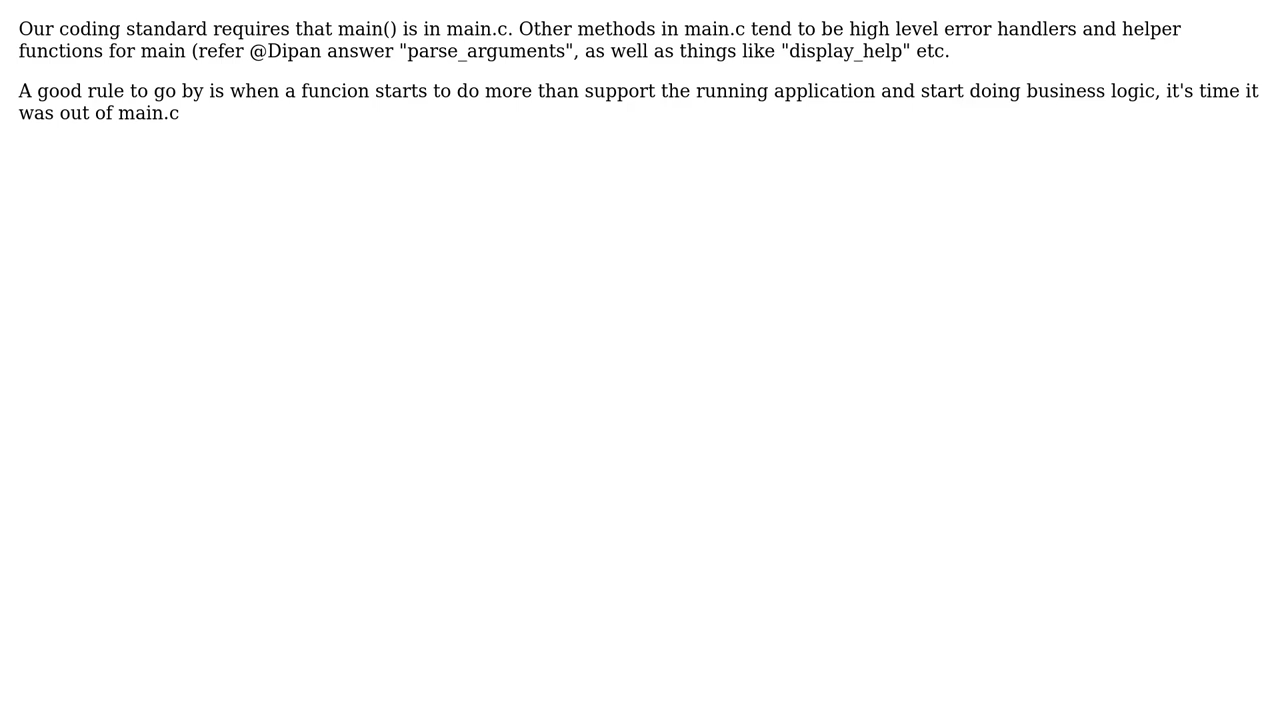 Our coding standard requires that main() is in main.c. Other methods in main.c tend to be high level error handlers and helper
functions for main (refer @Dipan answer "parse_arguments", as well as things like "display_help" etc.
A good rule to go by is when a funcion starts to do more than support the running application and start doing business logic, it's time it
was out of main.c